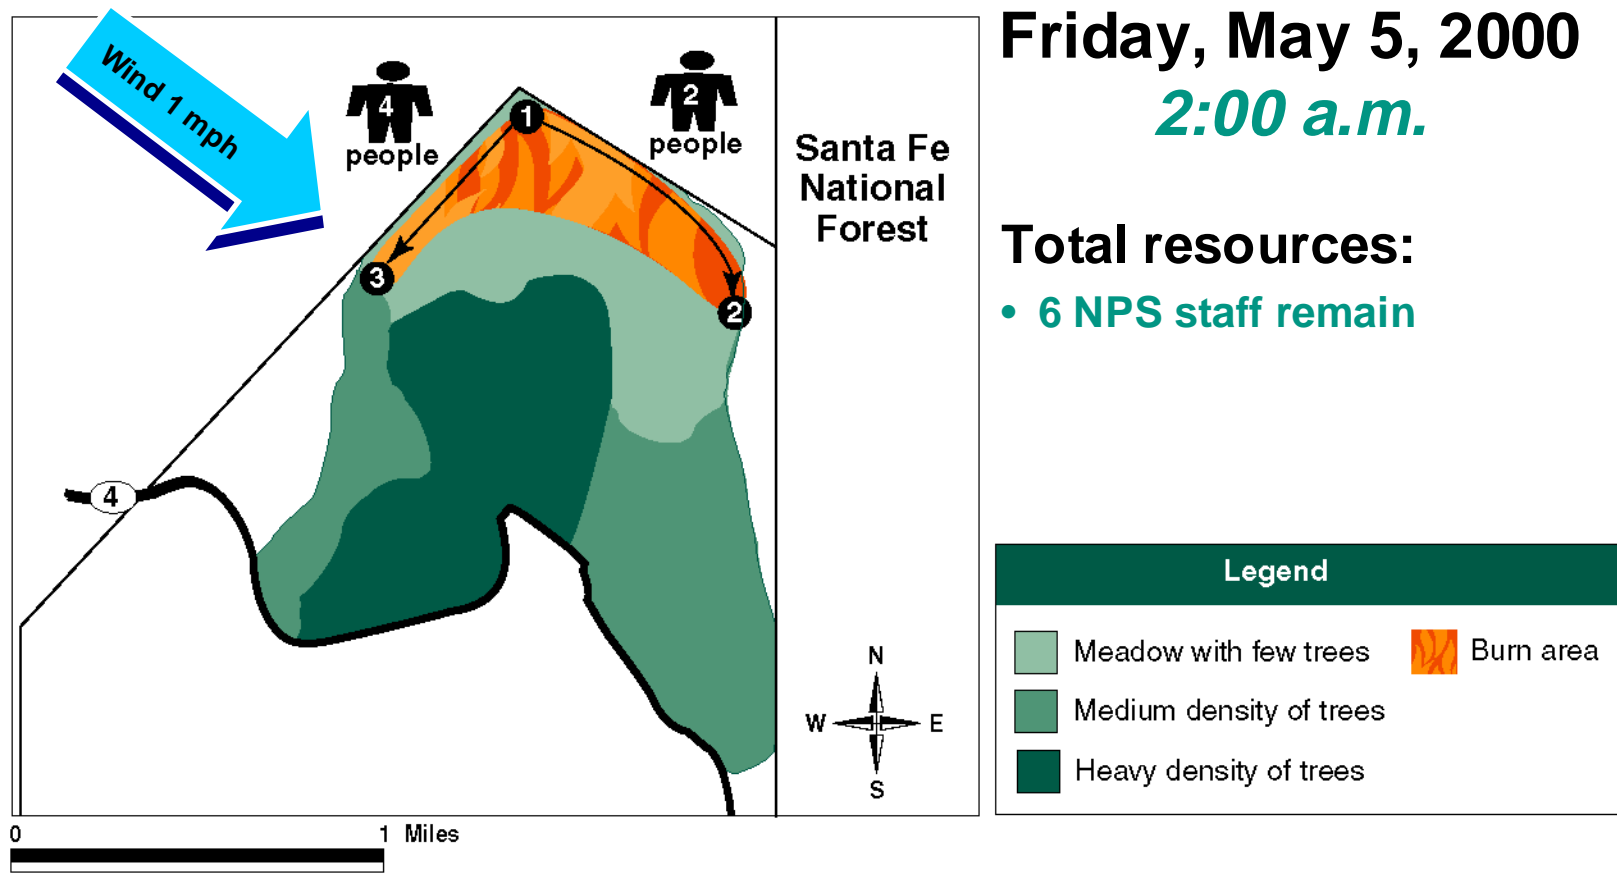 Friday, May 5, 2000
2:00 a.m.
Wind 1 mph
4
people
2
people
1
3
2
Santa Fe
National
Forest
Total resources:
• 6 NPS staff remain
4
N
W E
S
0 1 Miles
Legend
Meadow with few trees
Burn area
Medium density of trees
Heavy density of trees